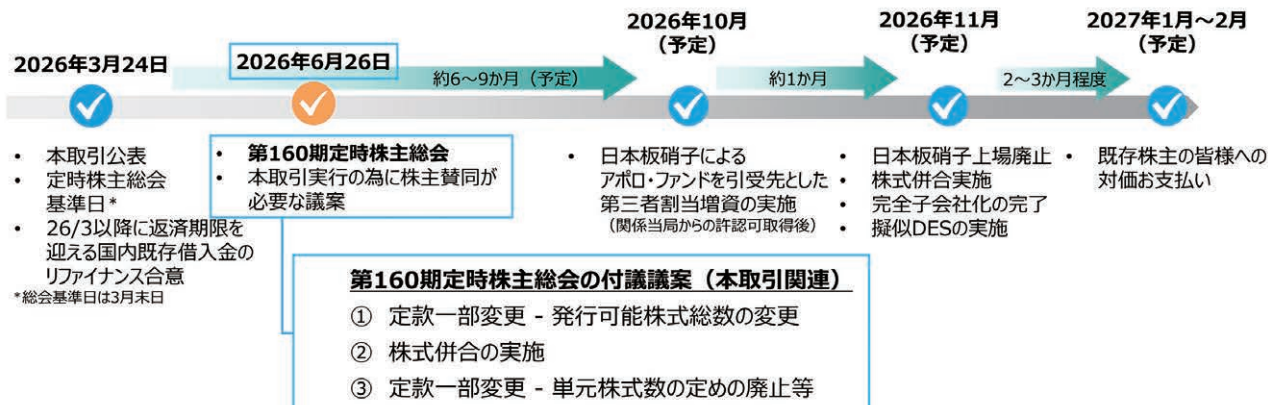 2026年3月24日
2026年6月26日
2026年10月
(予定)
2026年11月
(予定)
2027年1月～2月
(予定)
約6～9か月(予定)
約1か月
2～3か月程度
• 本取引公表
• 定時株主総会
基準日*
• 26/3以降に返済期限を
迎える国内既存借入金の
リファイナンス合意
*総会基準日は3月末日
• 第160期定時株主総会
• 本取引実行の為に株主賛同が
必要な議案
• 日本板硝子による
アポロ・ファンドを引受先とした
第三者割当増資の実施
(関係当局からの許認可取得後)
• 日本板硝子上場廃止
• 株式併合実施
• 完全子会社化の完了
• 擬似DESの実施
• 既存株主の皆様への
対価お支払い
第160期定時株主総会の付議議案(本取引関連)
① 定款一部変更 - 発行可能株式総数の変更
② 株式併合の実施
③ 定款一部変更 - 単元株式数の定めの廃止等